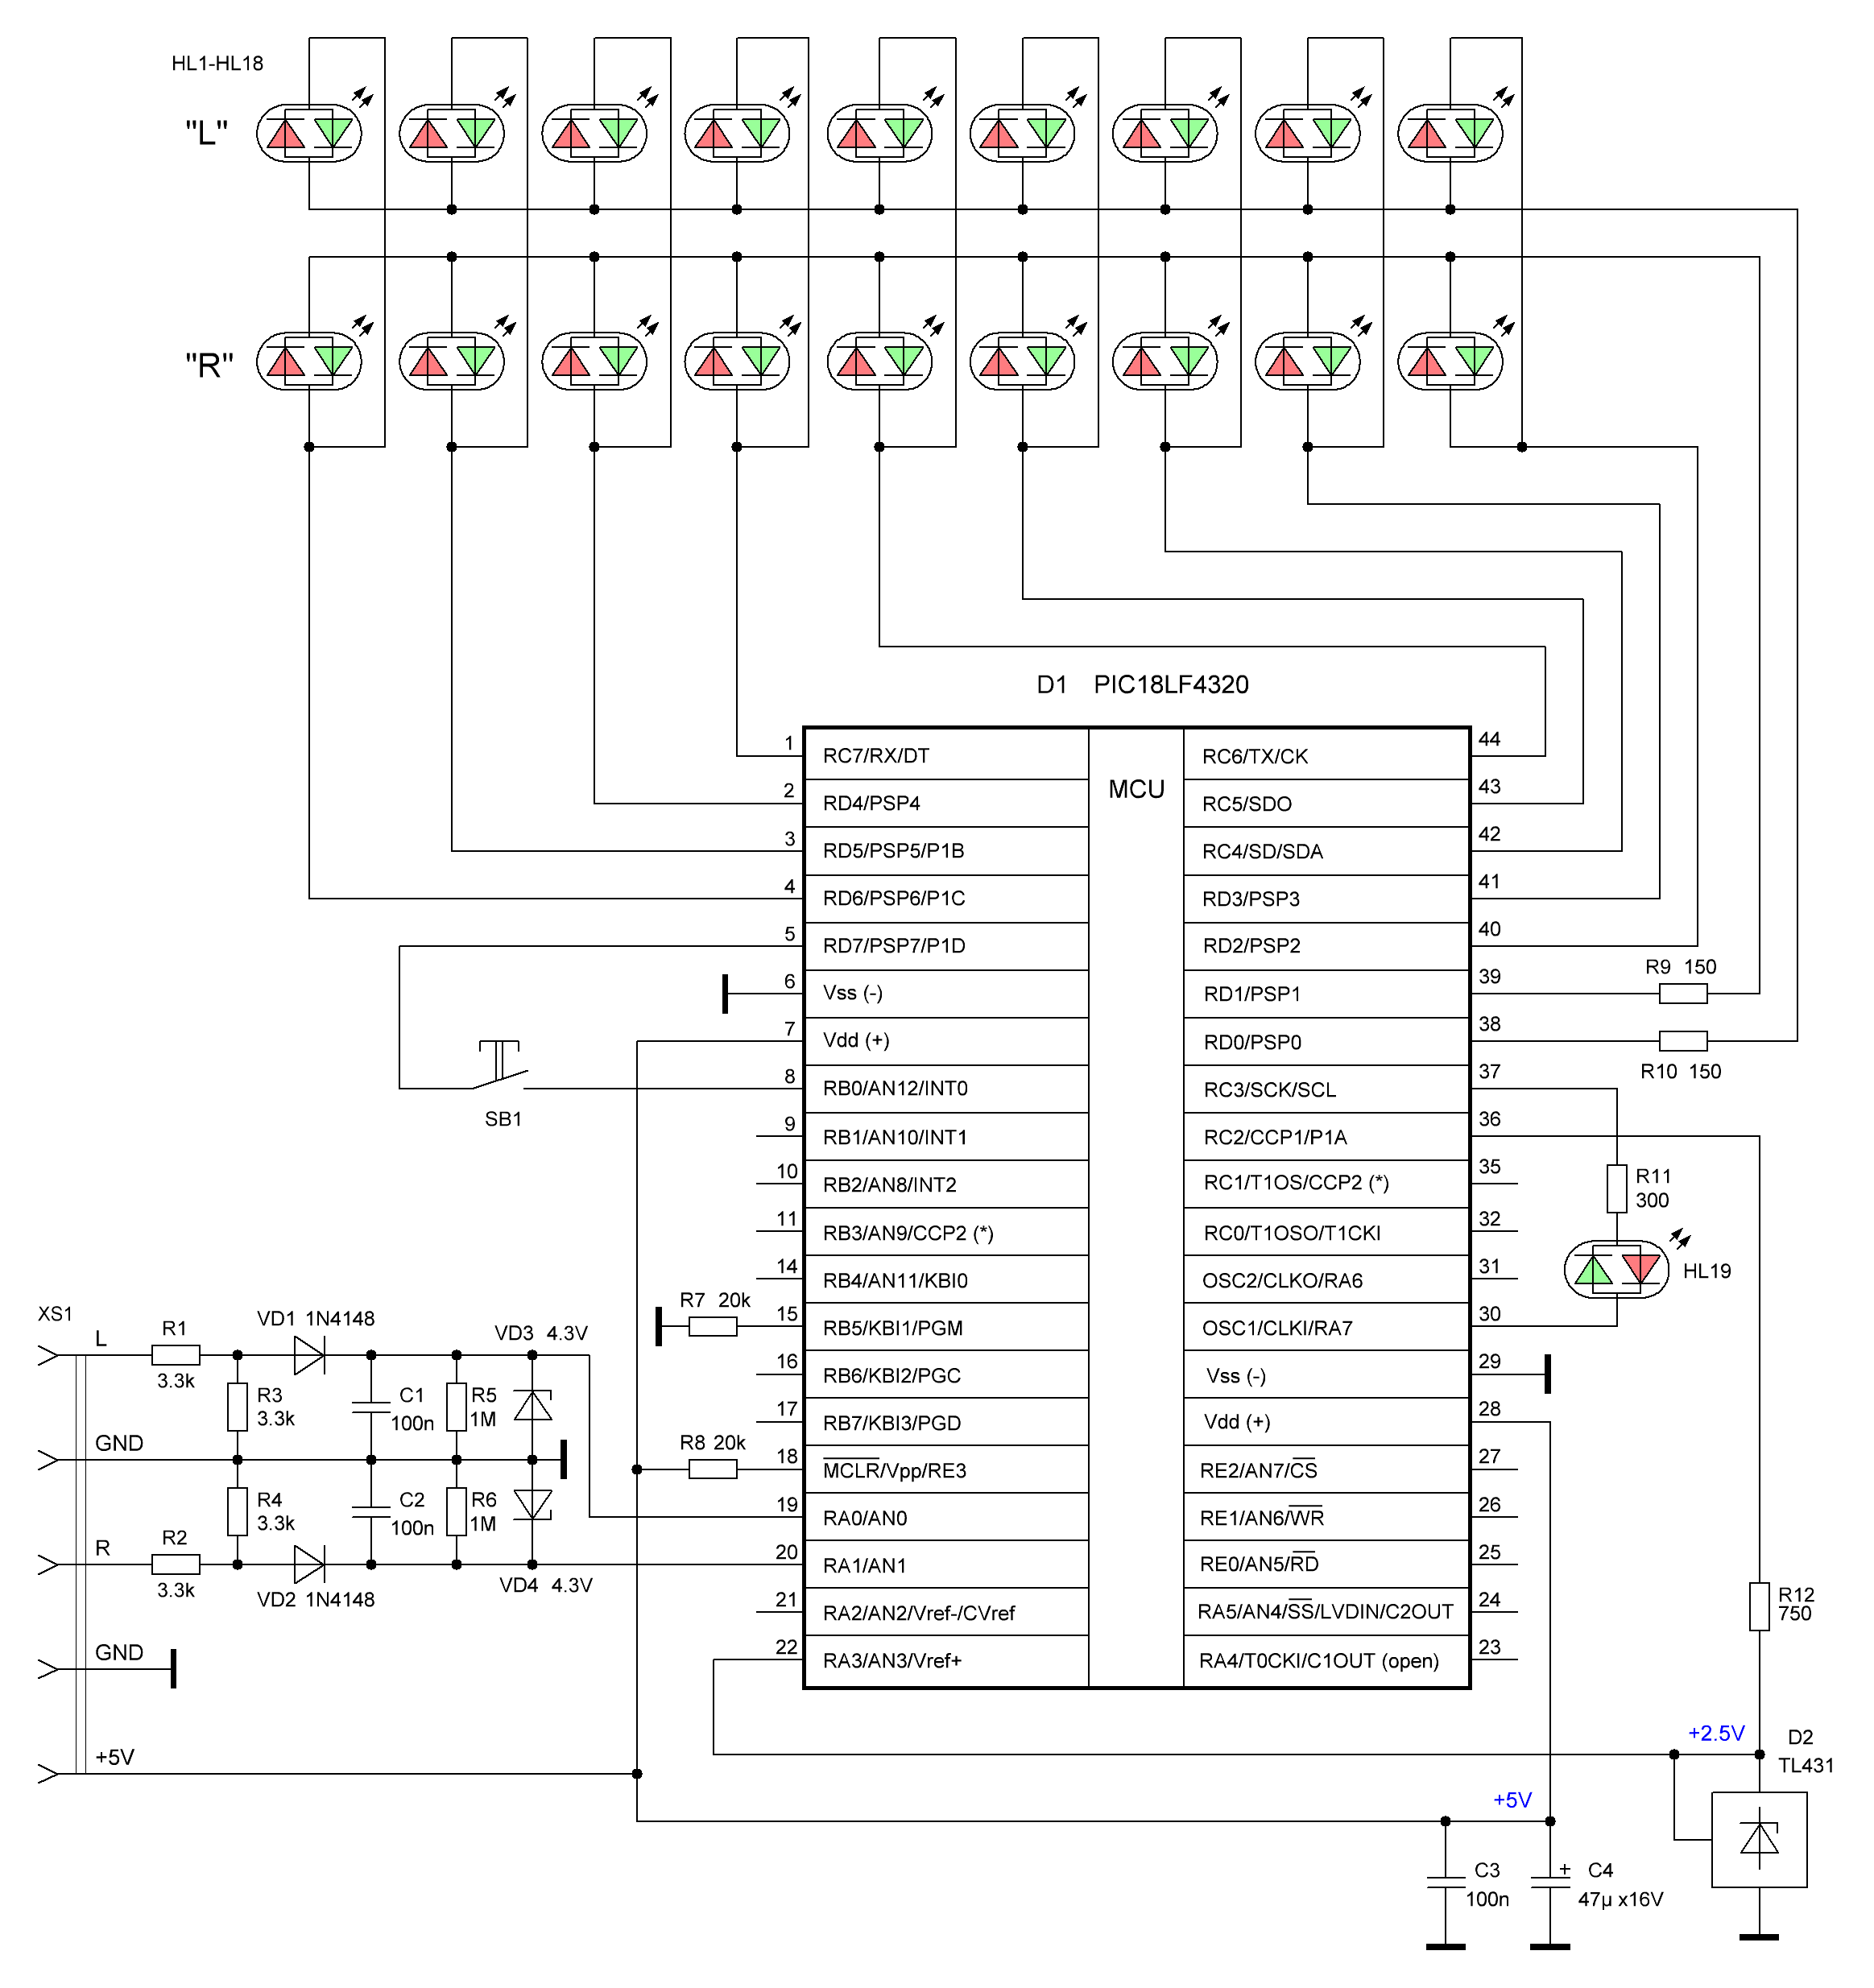 HL1-HL18
"L"
"R"
D1 PIC18LF4320
MCU
1 RC7/RX/DT
2 RD4/PSP4
3 RD5/PSP5/P1B
4 RD6/PSP6/P1C
5 RD7/PSP7/P1D
6 Vss (-)
7 Vdd (+)
8 RB0/AN12/INT0
9 RB1/AN10/INT1
10 RB2/AN8/INT2
11 RB3/AN9/CCP2 (*)
14 RB4/AN11/KBI0
15 RB5/KBI1/PGM
16 RB6/KBI2/PGC
17 RB7/KBI3/PGD
18 MCLR/Vpp/RE3
19 RA0/AN0
20 RA1/AN1
21 RA2/AN2/Vref-/CVref
22 RA3/AN3/Vref+
RC6/TX/CK 44
RC5/SDO 43
RC4/SD/SDA 42
RD3/PSP3 41
RD2/PSP2 40
RD1/PSP1 39
RD0/PSP0 38
RC3/SCK/SCL 37
RC2/CCP1/P1A 36
RC1/T1OS/CCP2 (*) 35
RC0/T1OSO/T1CKI 32
OSC2/CLKO/RA6 31
OSC1/CLKI/RA7 30
Vss (-) 29
Vdd (+) 28
RE2/AN7/CS 27
RE1/AN6/WR 26
RE0/AN5/RD 25
RA5/AN4/SS/LVDIN/C2OUT 24
RA4/T0CKI/C1OUT (open) 23
R9 150
R10 150
R11
300
HL19
SB1
R7 20k
R8 20k
XS1
L
R1
3.3k
VD1 1N4148
VD3 4.3V
R3
3.3k
C1
100n
R5
1M
GND
R4
3.3k
C2
100n
R6
1M
R
R2
3.3k
VD2 1N4148
VD4 4.3V
GND
+5V
R12
750
+2.5V
D2
TL431
+5V
C3
100n
+ C4
47µ x16V